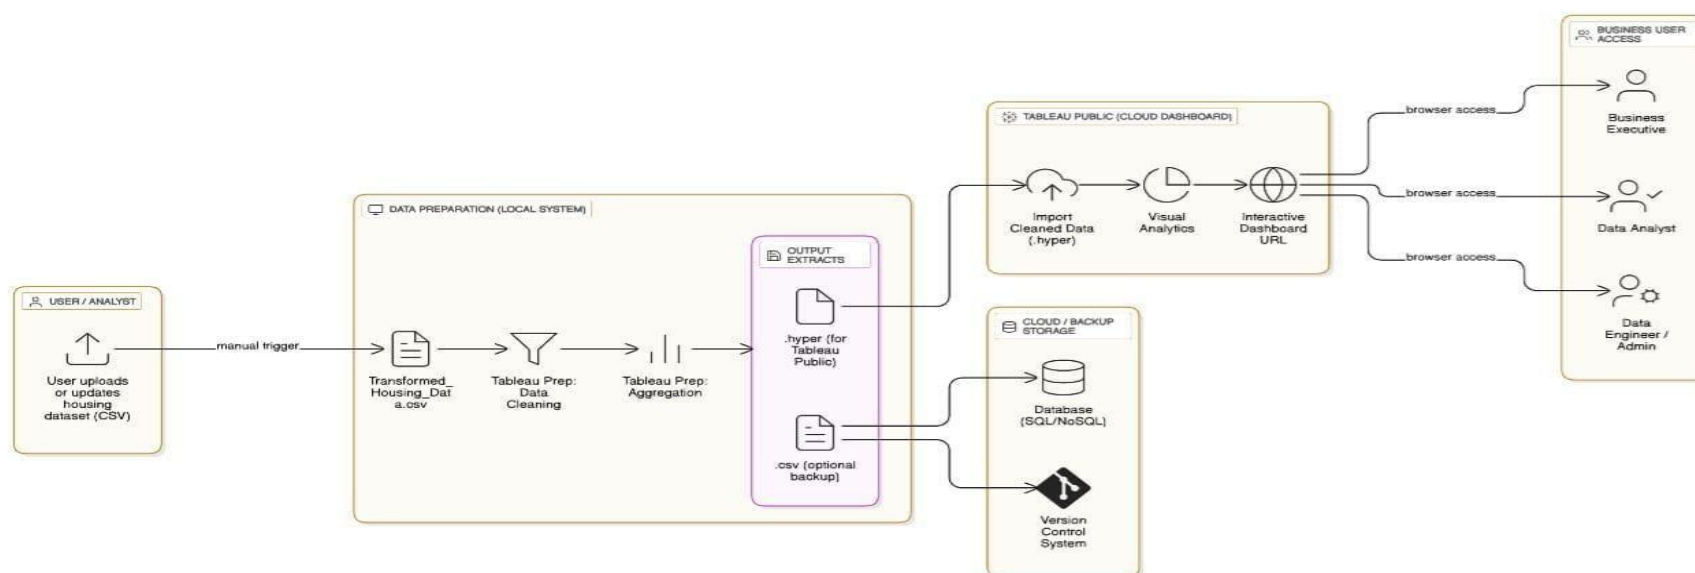 USER / ANALYST
User uploads
or updates
housing
dataset (CSV)
manual trigger
DATA PREPARATION (LOCAL SYSTEM)
Transformed_
Housing_Dat
a.csv
Tableau Prep:
Data
Cleaning
Tableau Prep:
Aggregation
OUTPUT
EXTRACTS
.hyper (for
Tableau
Public)
.csv (optional
backup)
TABLEAU PUBLIC (CLOUD DASHBOARD)
Import
Cleaned Data
(.hyper)
Visual
Analytics
Interactive
Dashboard
URL
CLOUD / BACKUP
STORAGE
Database
(SQL/NoSQL)
Version
Control
System
browser access
browser access
browser access
BUSINESS USER
ACCESS
Business
Executive
Data Analyst
Data
Engineer /
Admin